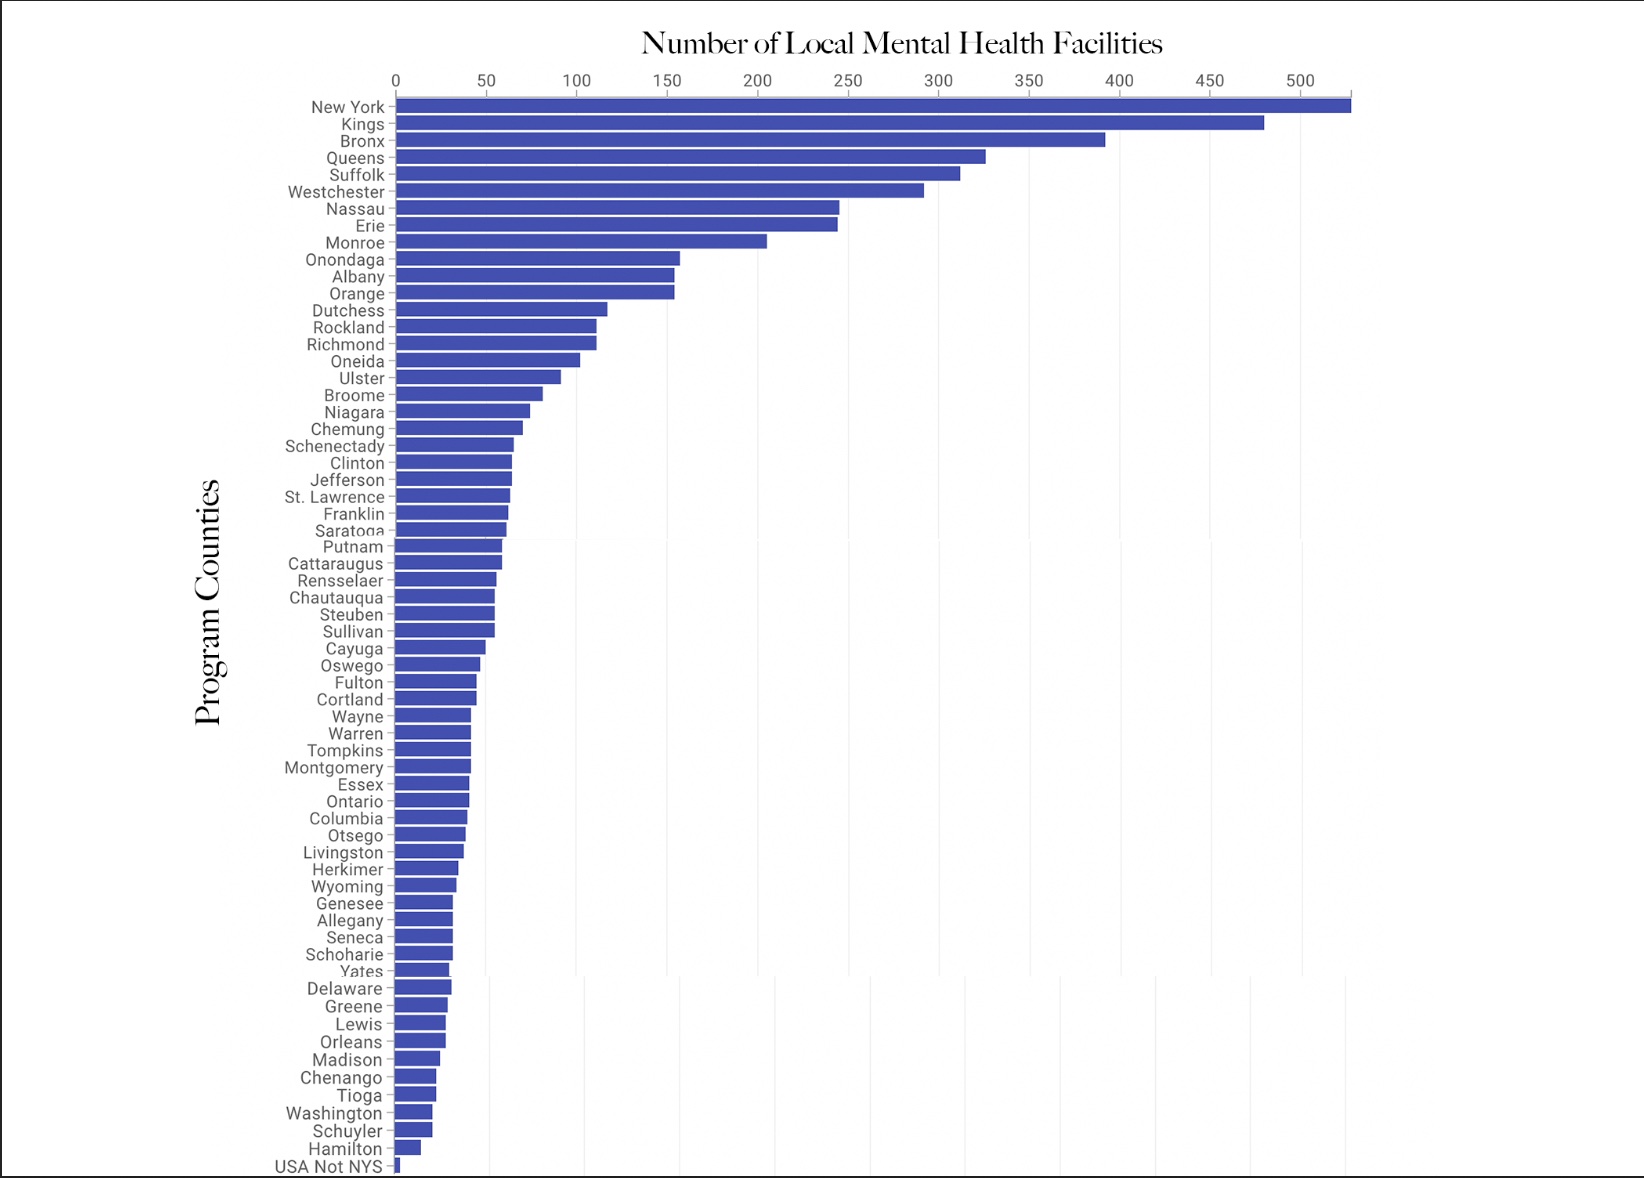 Number of Local Mental Health Facilities
0 50 100 150 200 250 300 350 400 450 500
New York
Kings
Bronx
Queens
Suffolk
Westchester
Nassau
Erie
Monroe
Onondaga
Albany
Orange
Dutchess
Rockland
Richmond
Oneida
Ulster
Broome
Niagara
Chemung
Schenectady
Clinton
Jefferson
St. Lawrence
Franklin
Saratoga
Putnam
Cattaraugus
Rensselaer
Chautauqua
Steuben
Sullivan
Cayuga
Oswego
Fulton
Cortland
Wayne
Warren
Tompkins
Montgomery
Essex
Ontario
Columbia
Otsego
Livingston
Herkimer
Wyoming
Genesee
Allegany
Seneca
Schoharie
Yates
Delaware
Greene
Lewis
Orleans
Madison
Chenango
Tioga
Washington
Schuyler
Hamilton
USA Not NYS
Program Counties